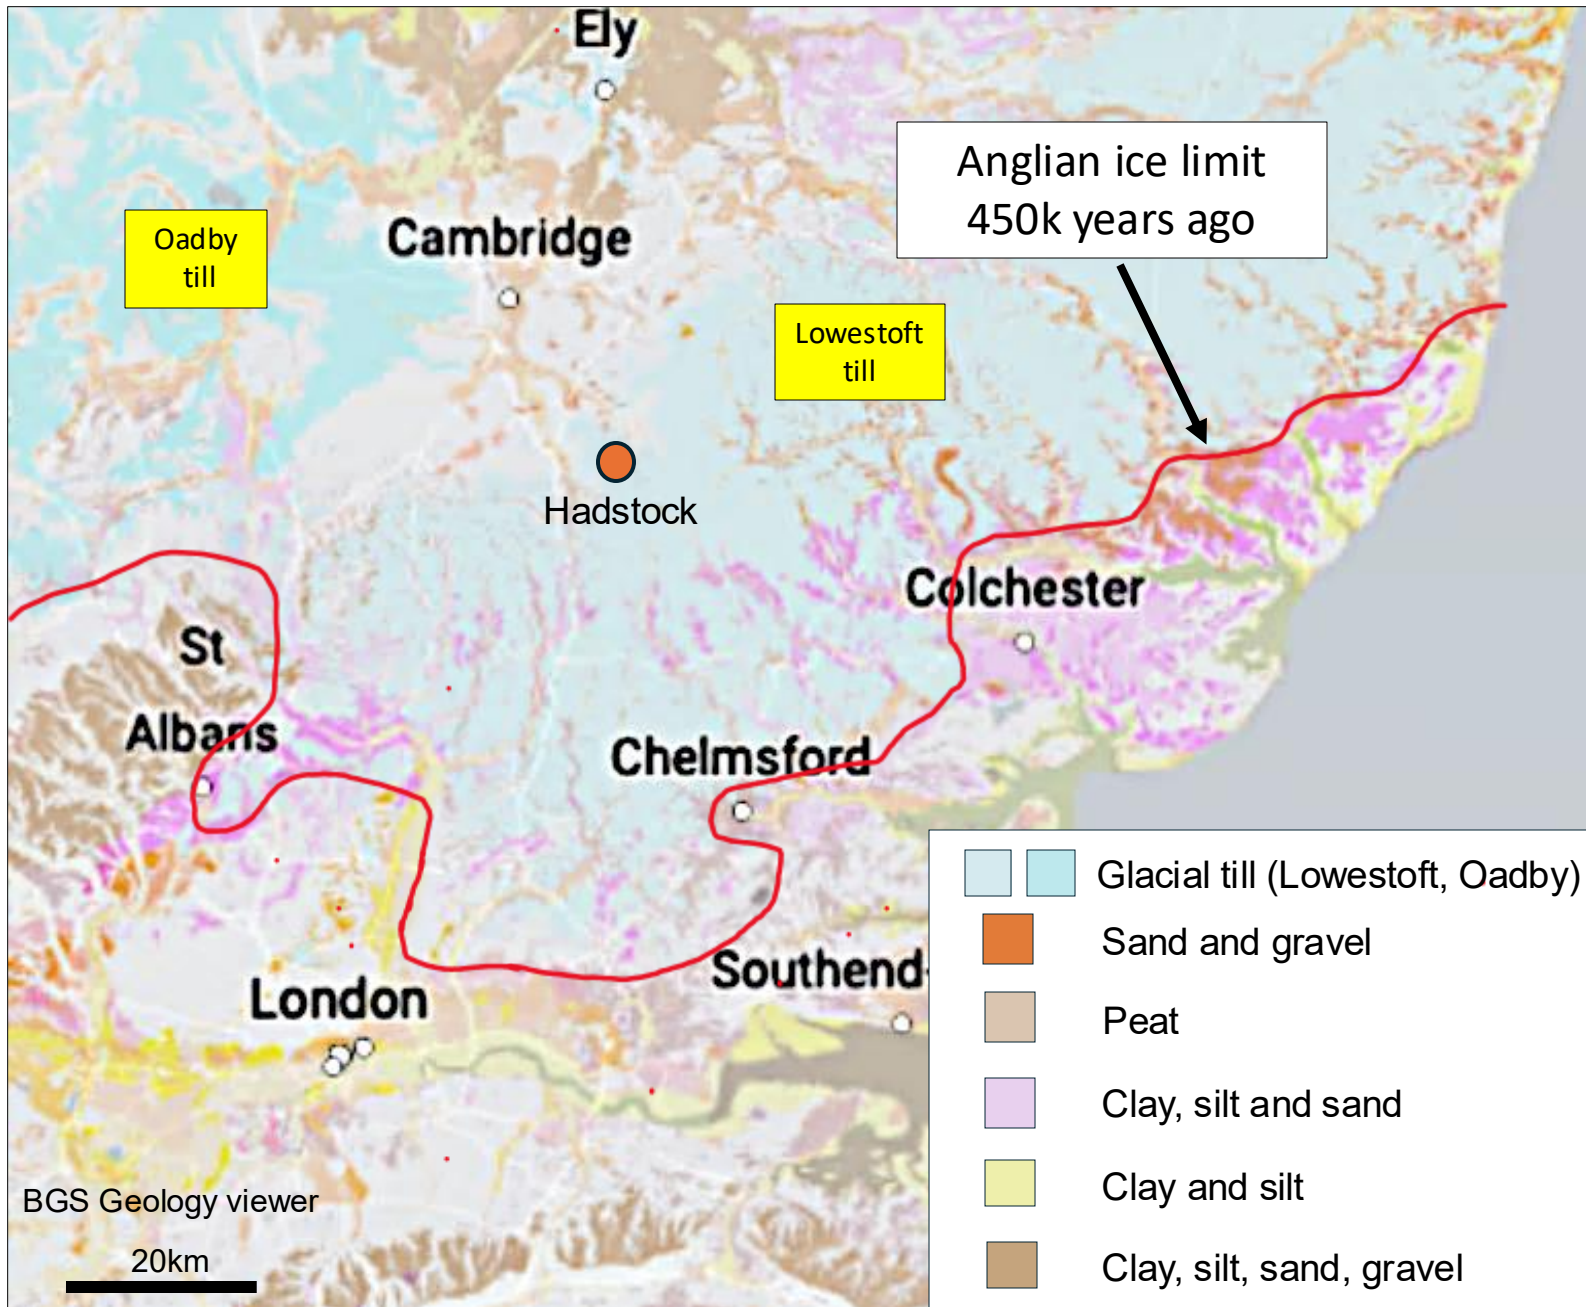 Ely
Anglian ice limit
450k years ago
Oadby
till
Cambridge
Lowestoft
till
Hadstock
Colchester
St
Albans
Chelmsford
Southend-
London
Glacial till (Lowestoft, Oadby)
Sand and gravel
Peat
Clay, silt and sand
Clay and silt
Clay, silt, sand, gravel
BGS Geology viewer
20km